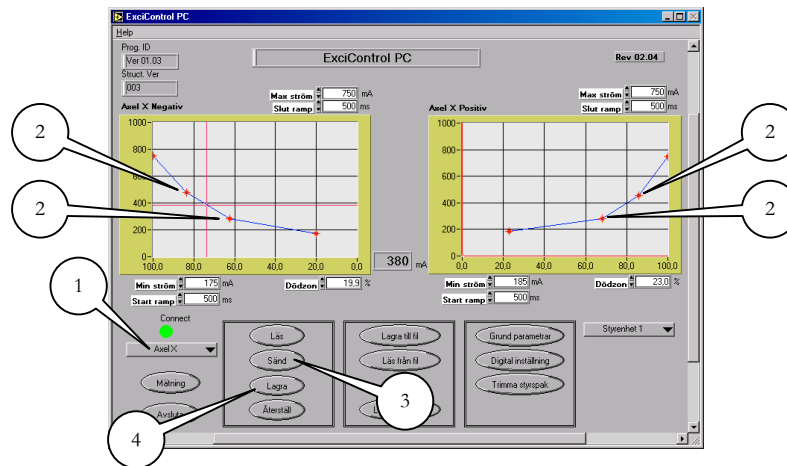 ExciControl PC
Help
Prog. ID
Ver 01.03
Struct. Ver
003
ExciControl PC
Rev 02.04
Max ström 750 mA
Slut ramp 500 ms
Axel X Negativ
1000
800
600
400
200
0
100,0 80,0 60,0 40,0 20,0 0,0
Min ström 175 mA
Start ramp 500 ms
Dödzon 19,9 %
380 mA
Max ström 750 mA
Slut ramp 500 ms
Axel X Positiv
1000
800
600
400
200
0
0,0 20,0 40,0 60,0 80,0 100,0
Min ström 185 mA
Start ramp 500 ms
Dödzon 23,0 %
Connect
Axel X
Mätning
Avsluta
Läs
Sänd
Lagra
Återställ
Lagra till fil
Läs från fil
Grund parametrar
Digital inställning
Trimma styrspak
Styrenhet 1
2
2
2
2
1
3
4